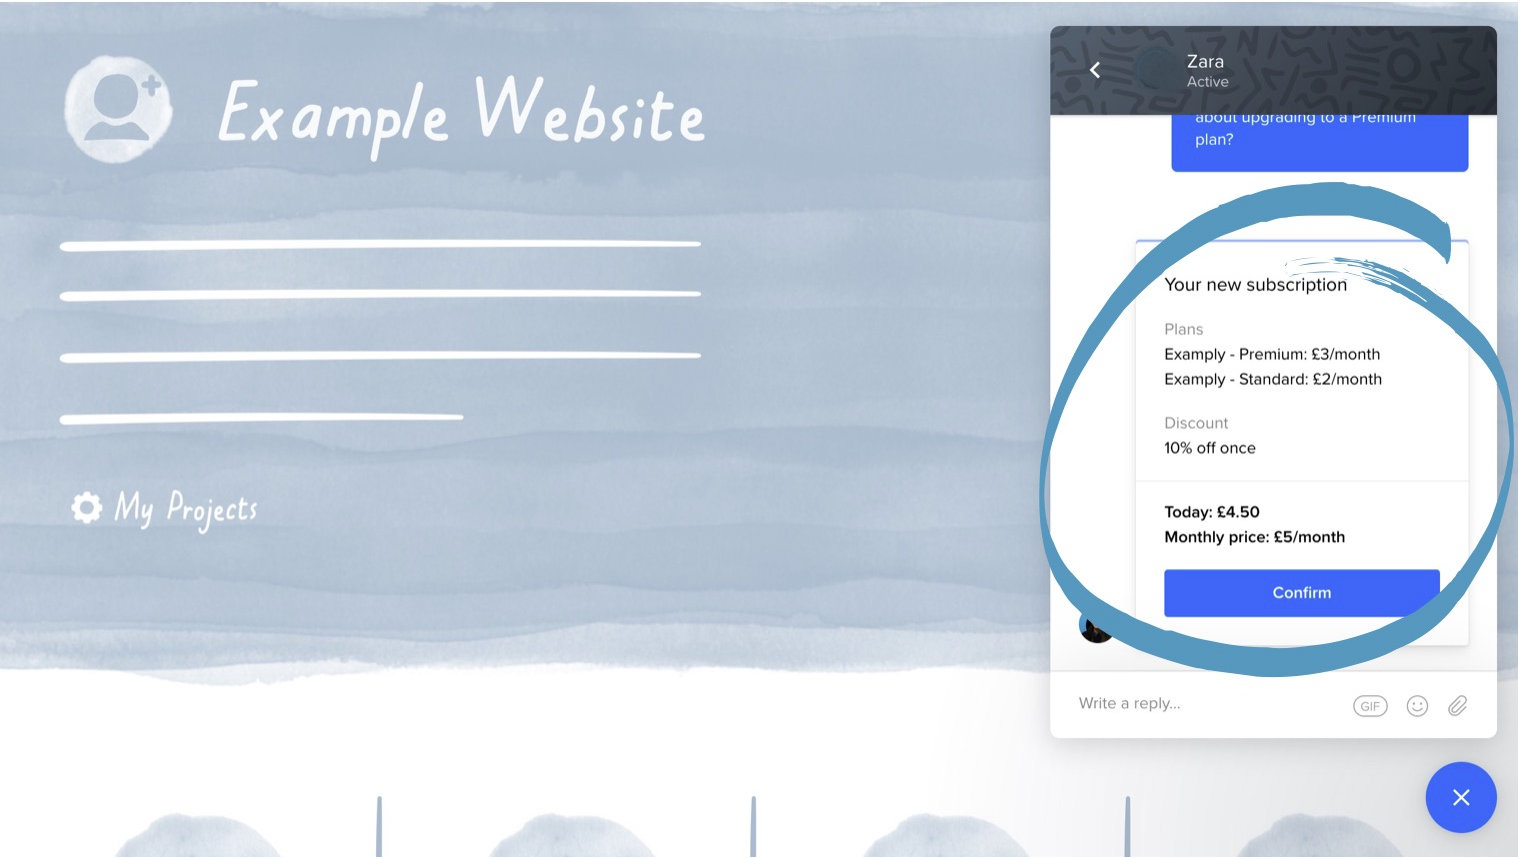 Example Website
My Projects
Zara
Active
about upgrading to a Premium
plan?
Your new subscription
Plans
Examply - Premium: £3/month
Examply - Standard: £2/month
Discount
10% off once
Today: £4.50
Monthly price: £5/month
Confirm
Write a reply...
GIF